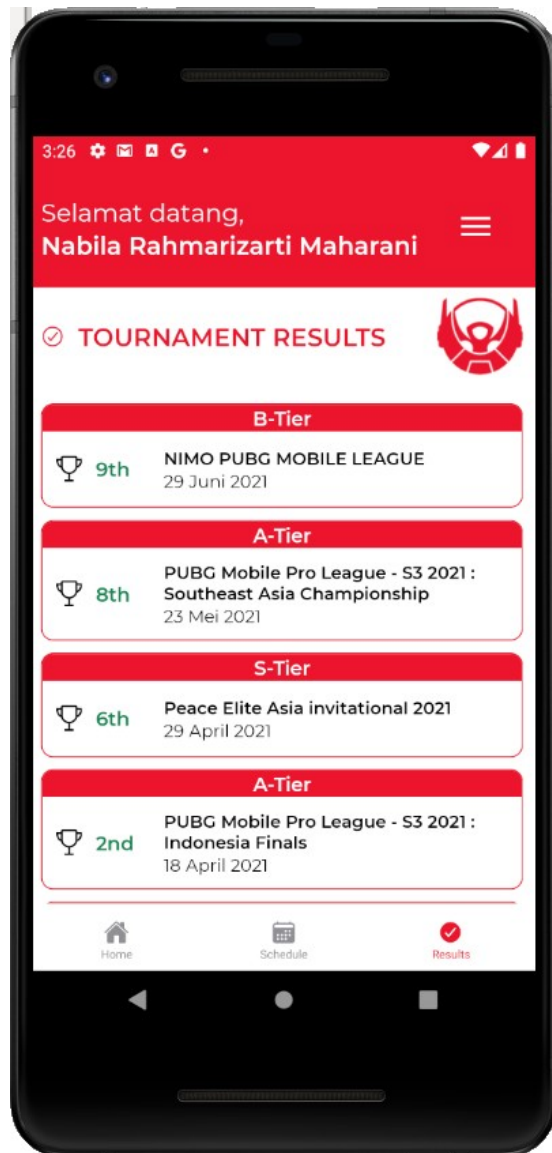 3:26
Selamat datang,
Nabila Rahmarizarti Maharani
TOURNAMENT RESULTS
B-Tier
9th
NIMO PUBG MOBILE LEAGUE
29 Juni 2021
A-Tier
8th
PUBG Mobile Pro League - S3 2021 :
Southeast Asia Championship
23 Mei 2021
S-Tier
6th
Peace Elite Asia invitational 2021
29 April 2021
A-Tier
2nd
PUBG Mobile Pro League - S3 2021 :
Indonesia Finals
18 April 2021
Home
Schedule
Results